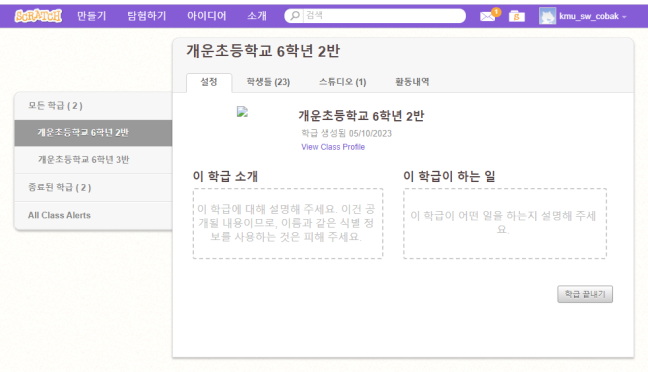 SCRATCH 만들기 탐험하기 아이디어 소개 검색 kmu_sw_cobak
개운초등학교 6학년 2반
설정 학생들 (23) 스튜디오 (1) 활동내역
모든 학급 ( 2 )
개운초등학교 6학년 2반
개운초등학교 6학년 3반
종료된 학급 ( 2 )
All Class Alerts
개운초등학교 6학년 2반
학급 생성됨 05/10/2023
View Class Profile
이 학급 소개
이 학급에 대해 설명해 주세요. 이건 공
개될 내용이므로, 이름과 같은 식별 정
보를 사용하는 것은 피해 주세요.
이 학급이 하는 일
이 학급이 어떤 일을 하는지 설명해 주세
요
학급 끝내기